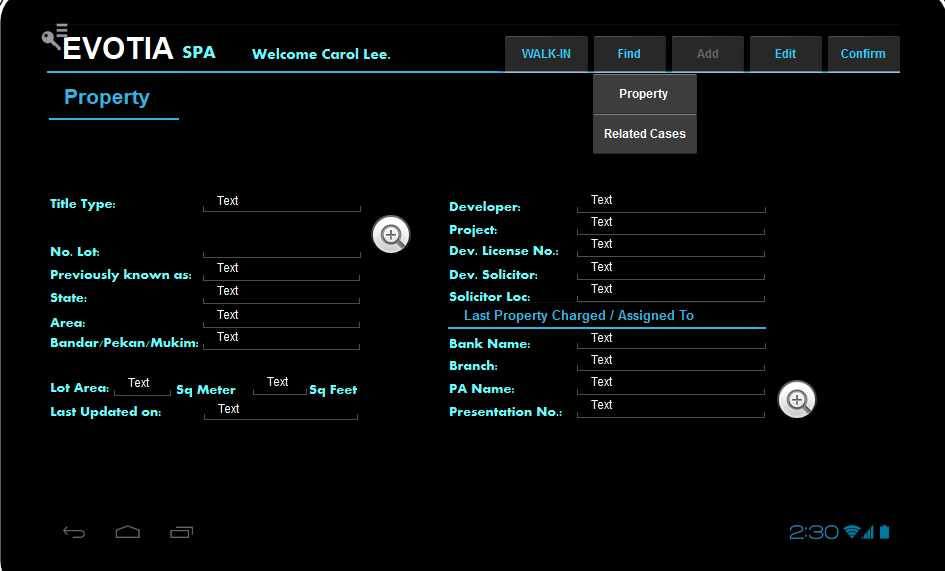 EVOTIA SPA Welcome Carol Lee. WALK-IN Find Add Edit Confirm
Property
Property
Related Cases
Title Type: Text
No. Lot:
Previously known as: Text
State: Text
Area: Text
Bandar/Pekan/Mukim: Text
Lot Area: Text Sq Meter Text Sq Feet
Last Updated on: Text
Developer: Text
Project: Text
Dev. License No.: Text
Dev. Solicitor: Text
Solicitor Loc: Text
Last Property Charged / Assigned To
Bank Name: Text
Branch: Text
PA Name: Text
Presentation No.: Text
2:30